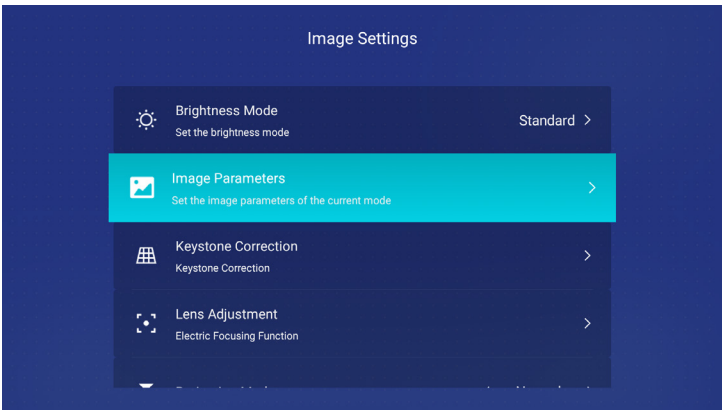 Image Settings
Brightness Mode
Set the brightness mode
Standard
Image Parameters
Set the image parameters of the current mode
Keystone Correction
Keystone Correction
Lens Adjustment
Electric Focusing Function